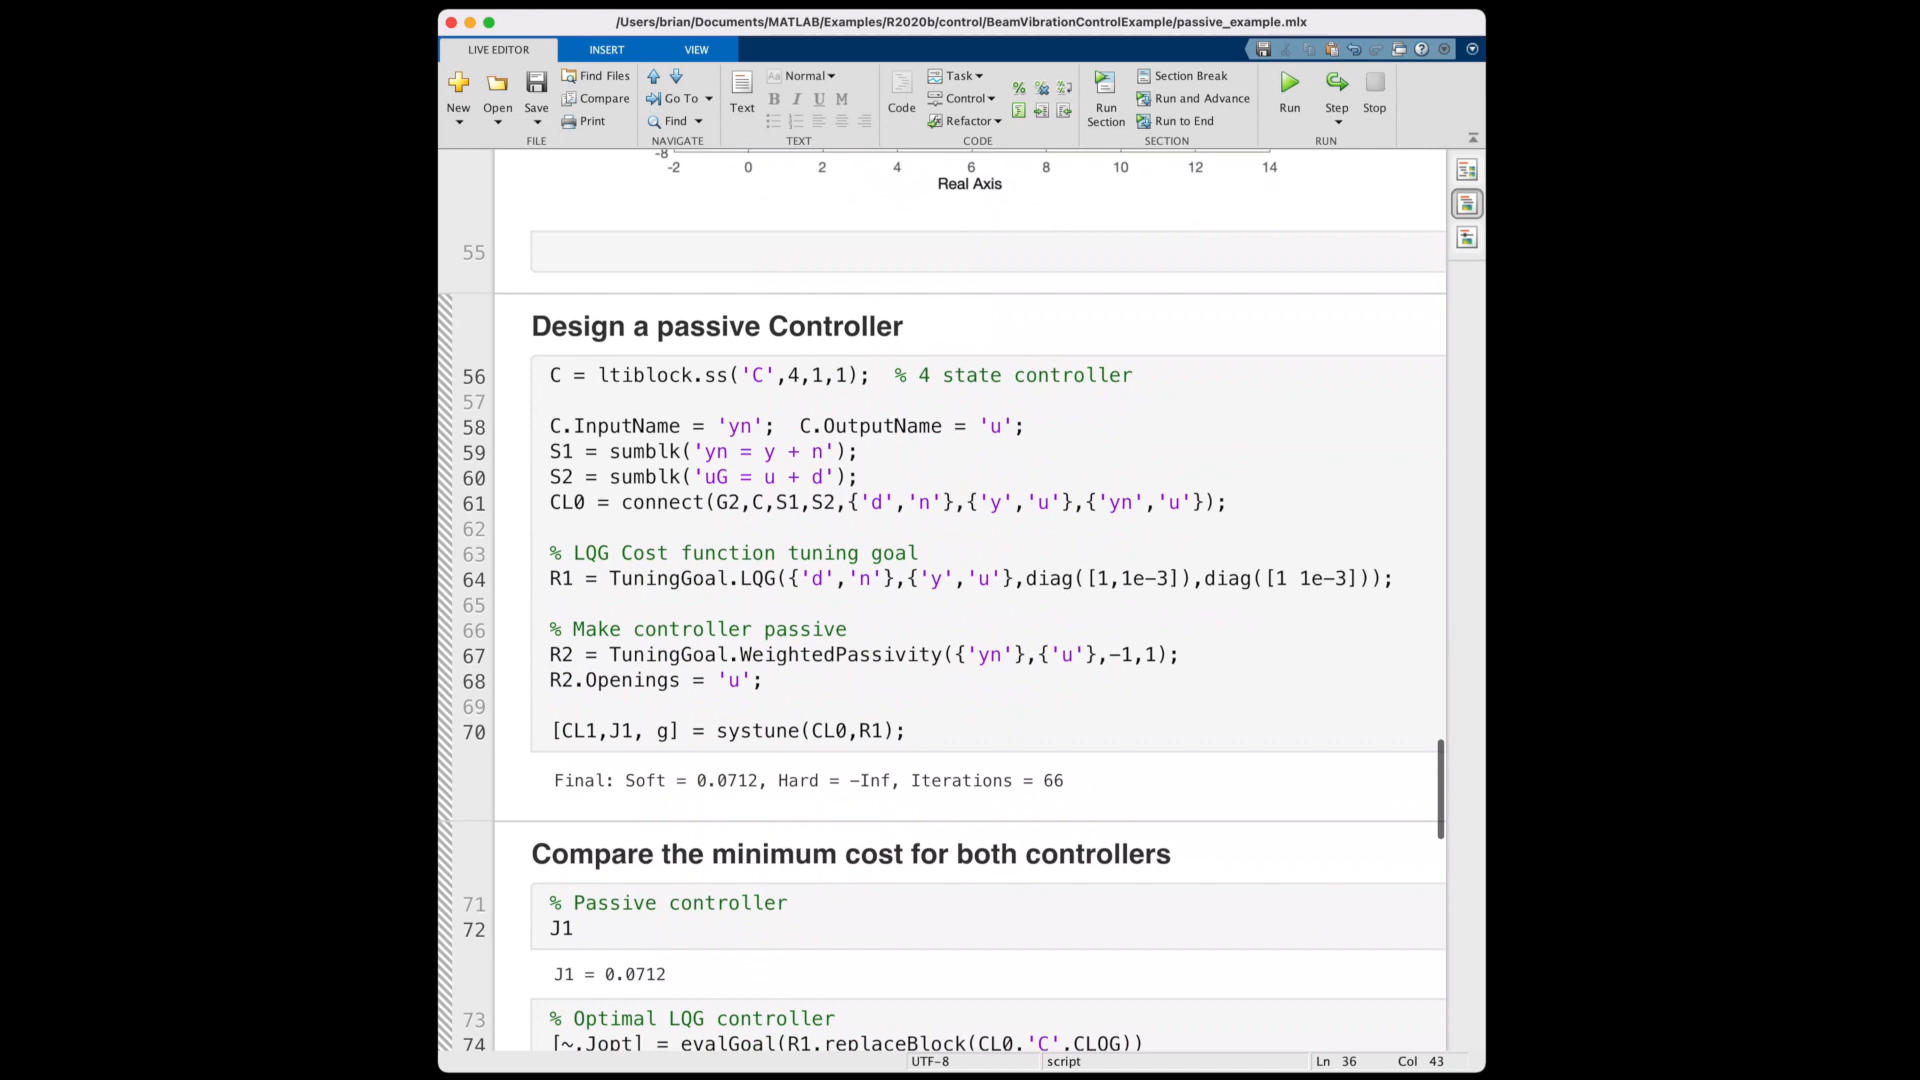 /Users/brian/Documents/MATLAB/Examples/R2020b/control/BeamVibrationControlExample/passive_example.mlx
LIVE EDITOR INSERT VIEW
New Open Save Find Files Compare Print
FILE
Go To Find
NAVIGATE
Text Aa Normal B I U M
TEXT
Code Task Control Refactor
CODE
Run Section Section Break Run and Advance Run to End
SECTION
Run Step Stop
RUN
-8
-2 0 2 4 6 8 10 12 14
Real Axis
55
Design a passive Controller
56 C = ltiblock.ss('C',4,1,1);  % 4 state controller
57
58 C.InputName = 'yn';  C.OutputName = 'u';
59 S1 = sumblk('yn = y + n');
60 S2 = sumblk('uG = u + d');
61 CL0 = connect(G2,C,S1,S2,{'d','n'},{'y','u'},{'yn','u'});
62
63 % LQG Cost function tuning goal
64 R1 = TuningGoal.LQG({'d','n'},{'y','u'},diag([1,1e-3]),diag([1 1e-3]));
65
66 % Make controller passive
67 R2 = TuningGoal.WeightedPassivity({'yn'},{'u'},-1,1);
68 R2.Openings = 'u';
69
70 [CL1,J1, g] = systune(CL0,R1);
Final: Soft = 0.0712, Hard = -Inf, Iterations = 66
Compare the minimum cost for both controllers
71 % Passive controller
72 J1
J1 = 0.0712
73 % Optimal LQG controller
74 [~,Jopt] = evalGoal(R1,replaceBlock(CL0,'C',CLQG))
UTF-8 script Ln 36 Col 43